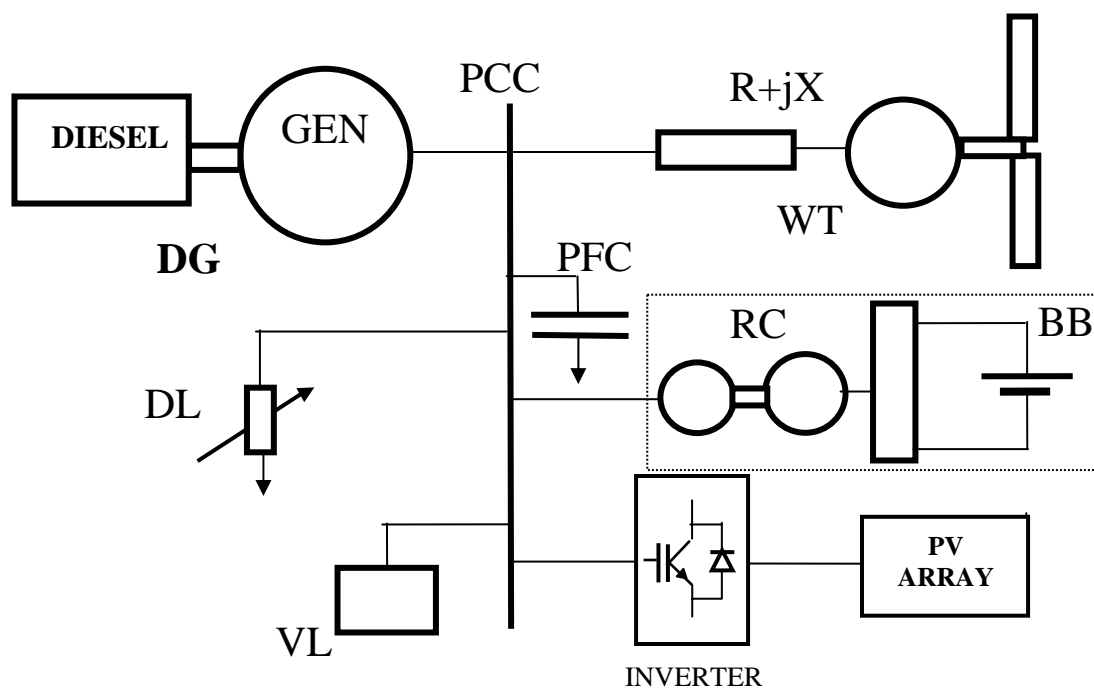 PCC
R+jX
DIESEL
GEN
WT
DG
PFC
RC
BB
DL
PV
ARRAY
VL
INVERTER